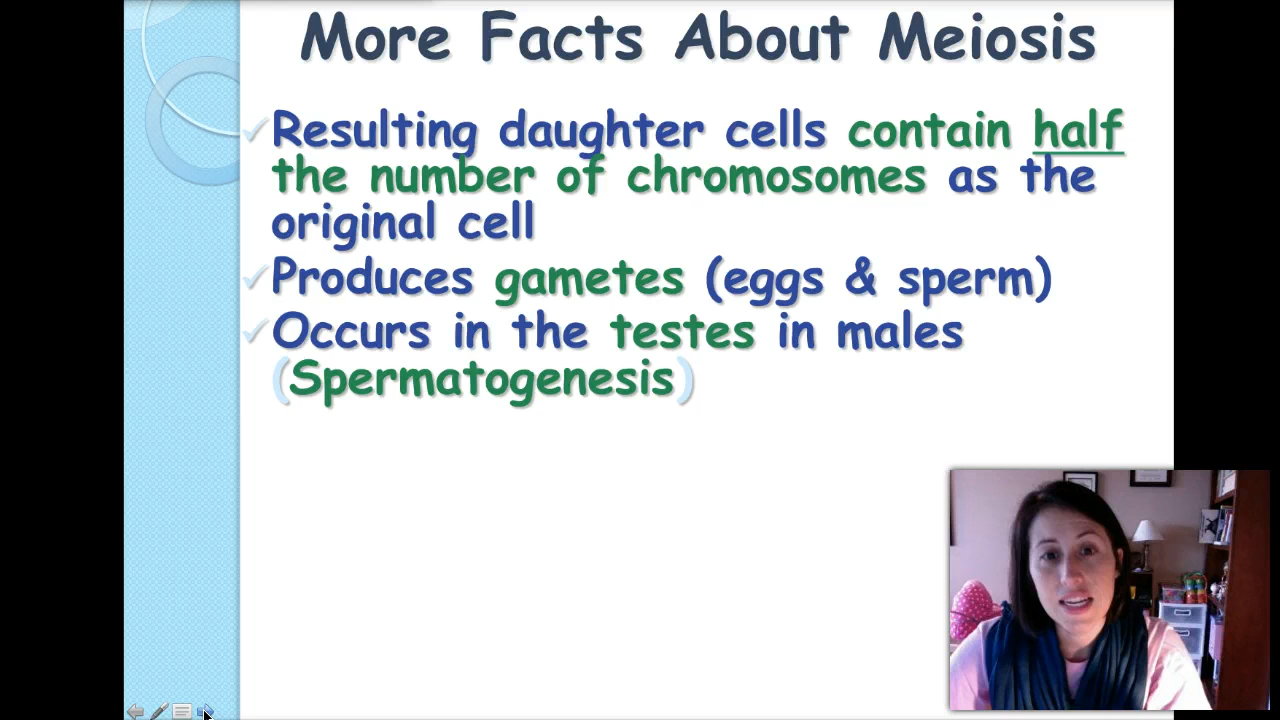 More Facts About Meiosis
Resulting daughter cells contain half
the number of chromosomes as the
original cell
Produces gametes (eggs & sperm)
Occurs in the testes in males
(Spermatogenesis)